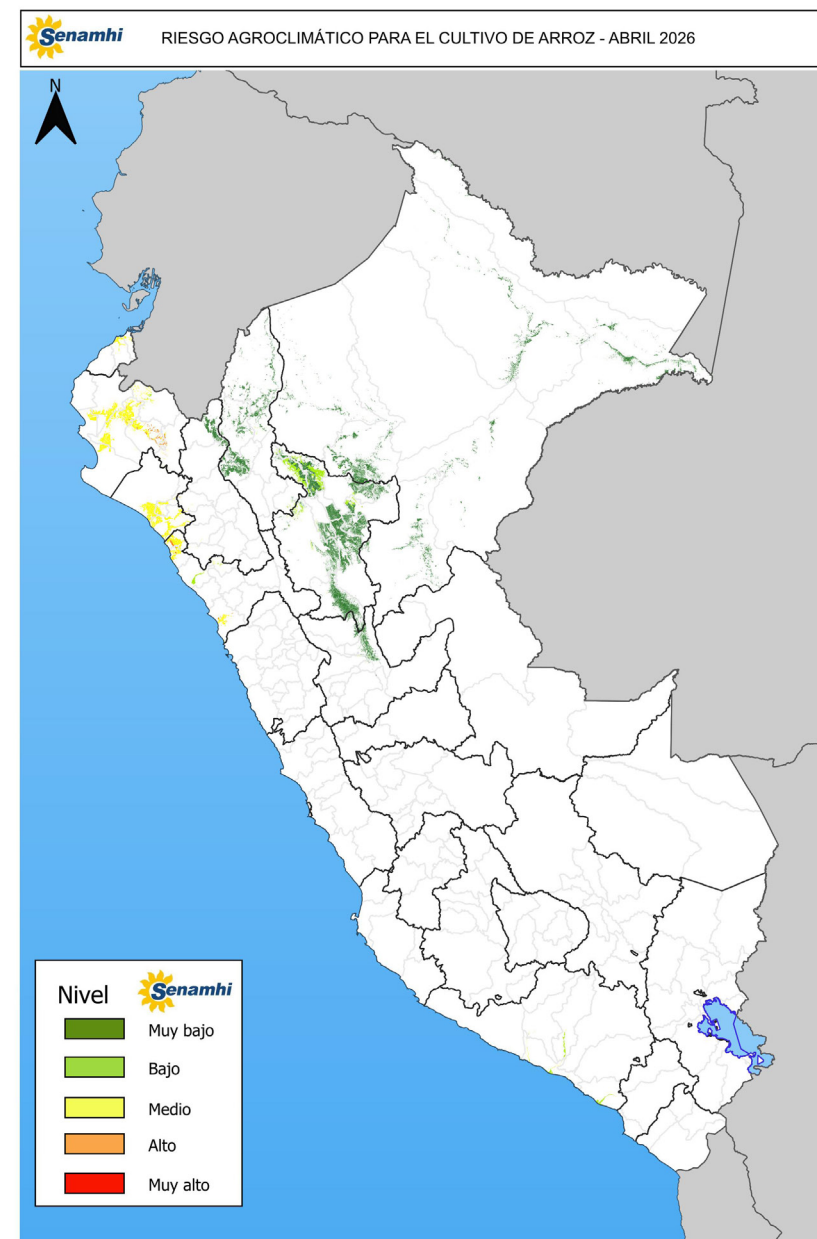 Senamhi
RIESGO AGROCLIMÁTICO PARA EL CULTIVO DE ARROZ - ABRIL 2026
N
Nivel
Senamhi
Muy bajo
Bajo
Medio
Alto
Muy alto